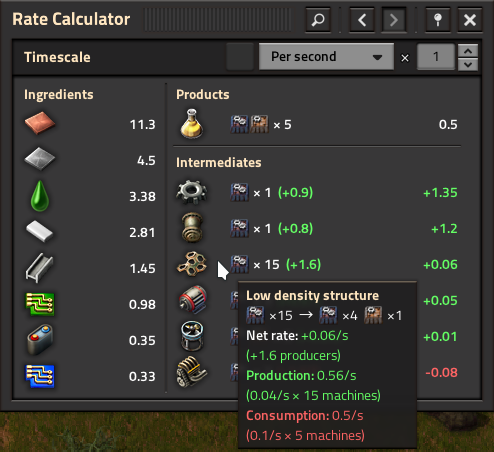 Rate Calculator
Timescale
Per second
×
1
Ingredients
11.3
4.5
3.38
2.81
1.45
0.98
0.35
0.33
Products
× 5
0.5
Intermediates
× 1 (+0.9) +1.35
× 1 (+0.8) +1.2
× 15 (+1.6) +0.06
+0.05
+0.01
-0.08
Low density structure
×15 → ×4 ×1
Net rate: +0.06/s
(+1.6 producers)
Production: 0.56/s
(0.04/s × 15 machines)
Consumption: 0.5/s
(0.1/s × 5 machines)